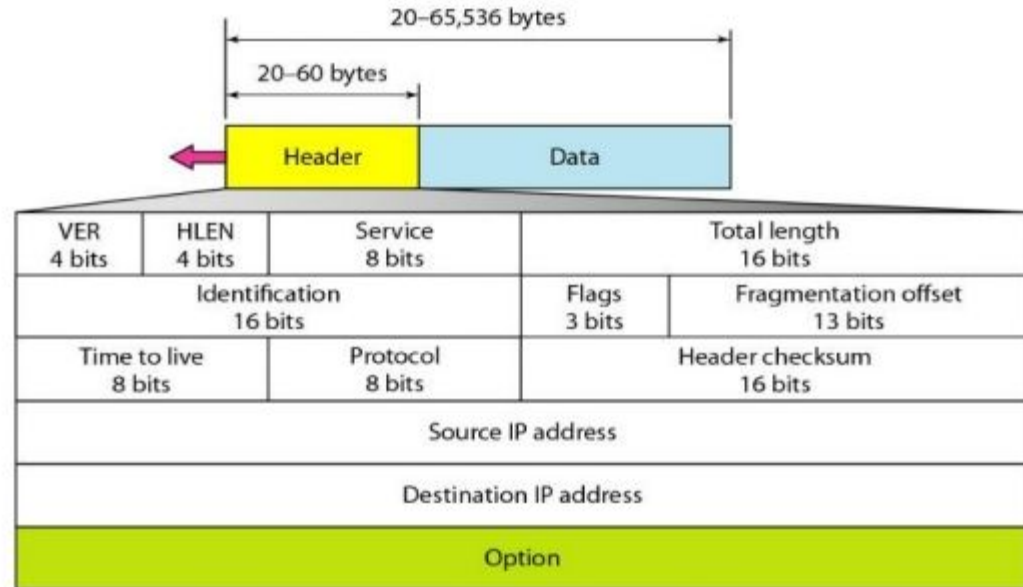 20–65,536 bytes
20–60 bytes
Header
Data
VER
4 bits
HLEN
4 bits
Service
8 bits
Total length
16 bits
Identification
16 bits
Flags
3 bits
Fragmentation offset
13 bits
Time to live
8 bits
Protocol
8 bits
Header checksum
16 bits
Source IP address
Destination IP address
Option